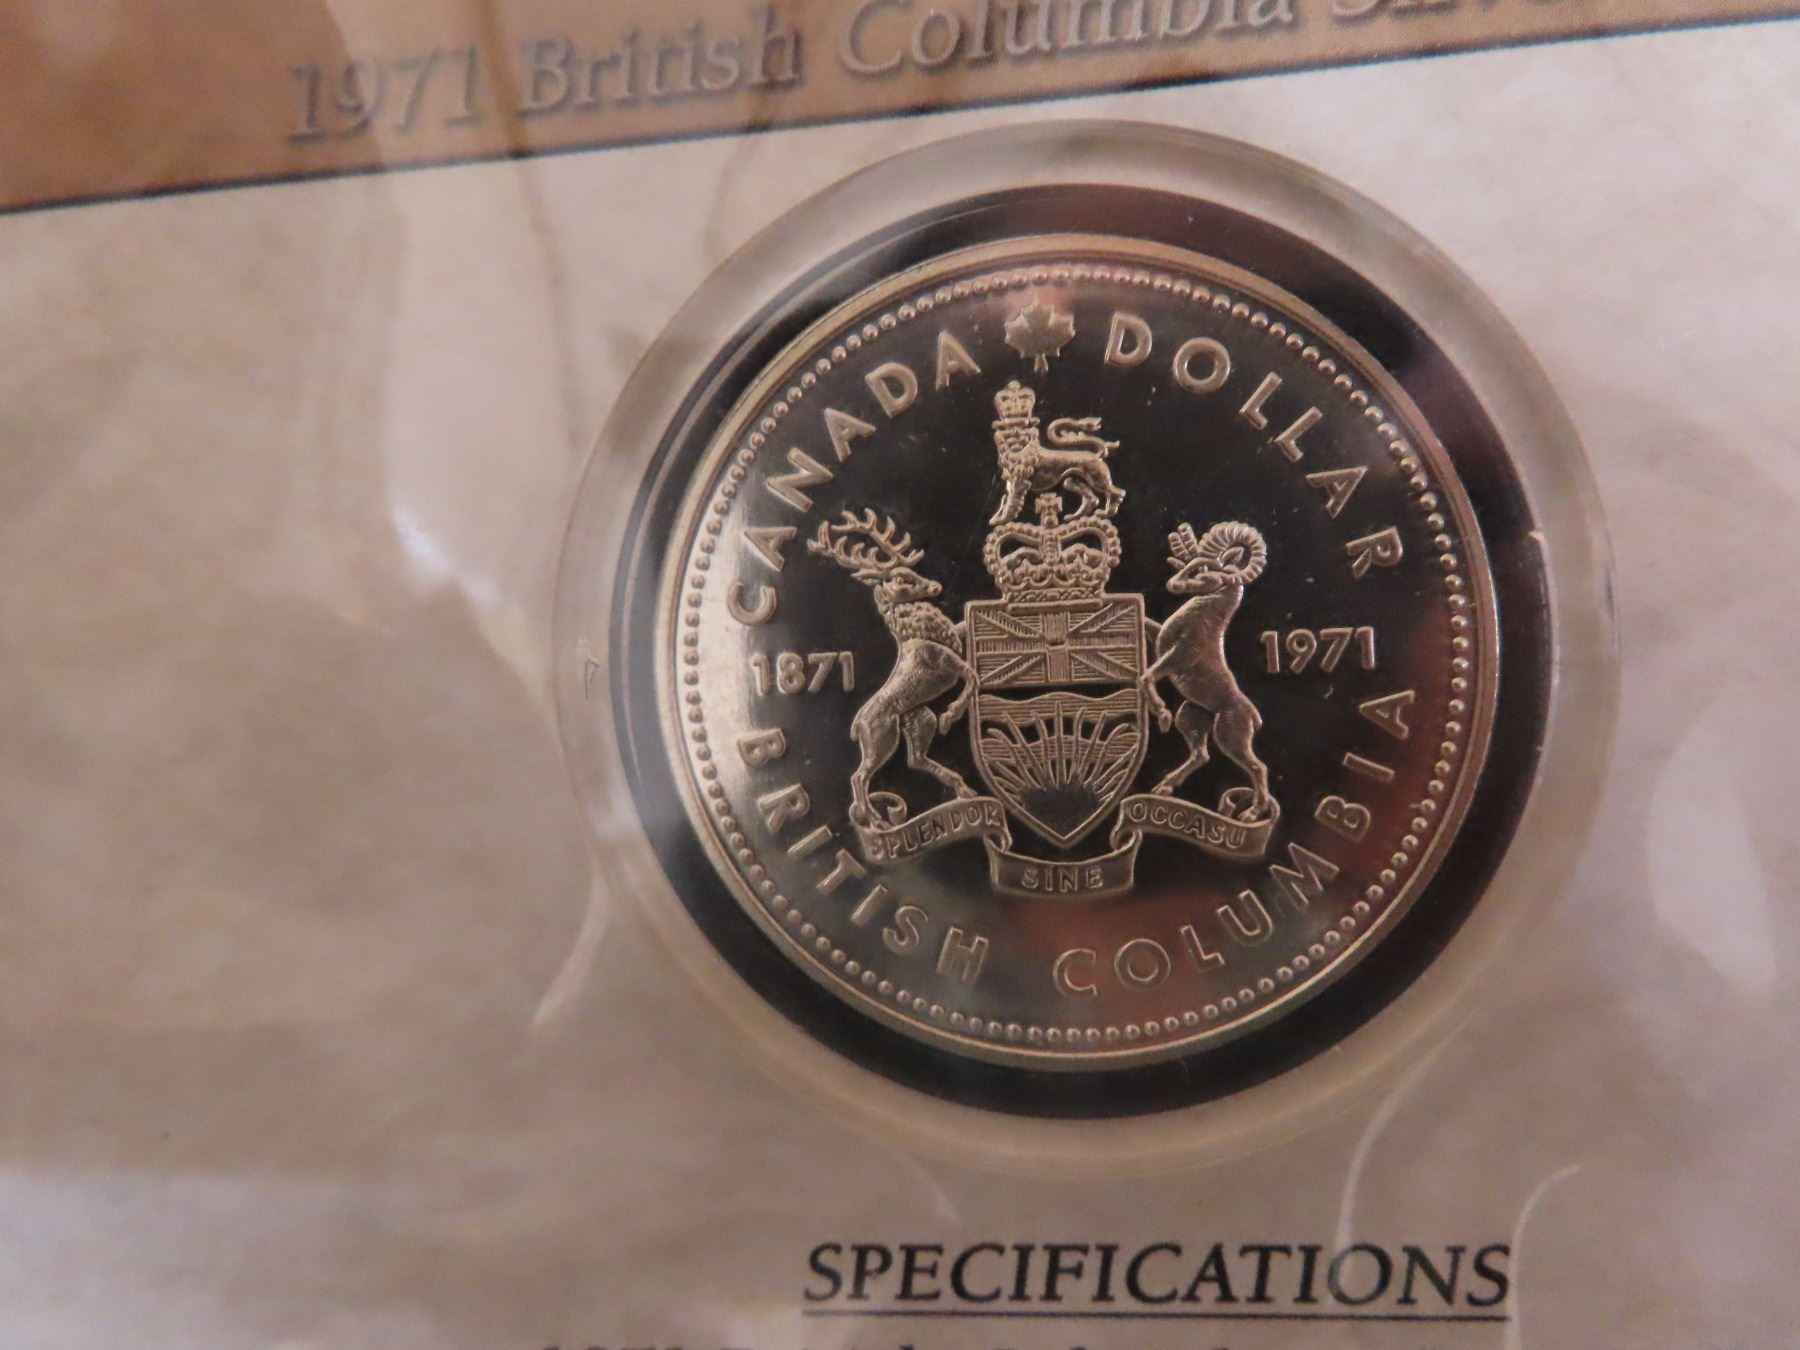 1971 British Columbia
CANADA DOLLAR
1871 1971
SPLENDOR SINE OCCASU
BRITISH COLUMBIA
SPECIFICATIONS